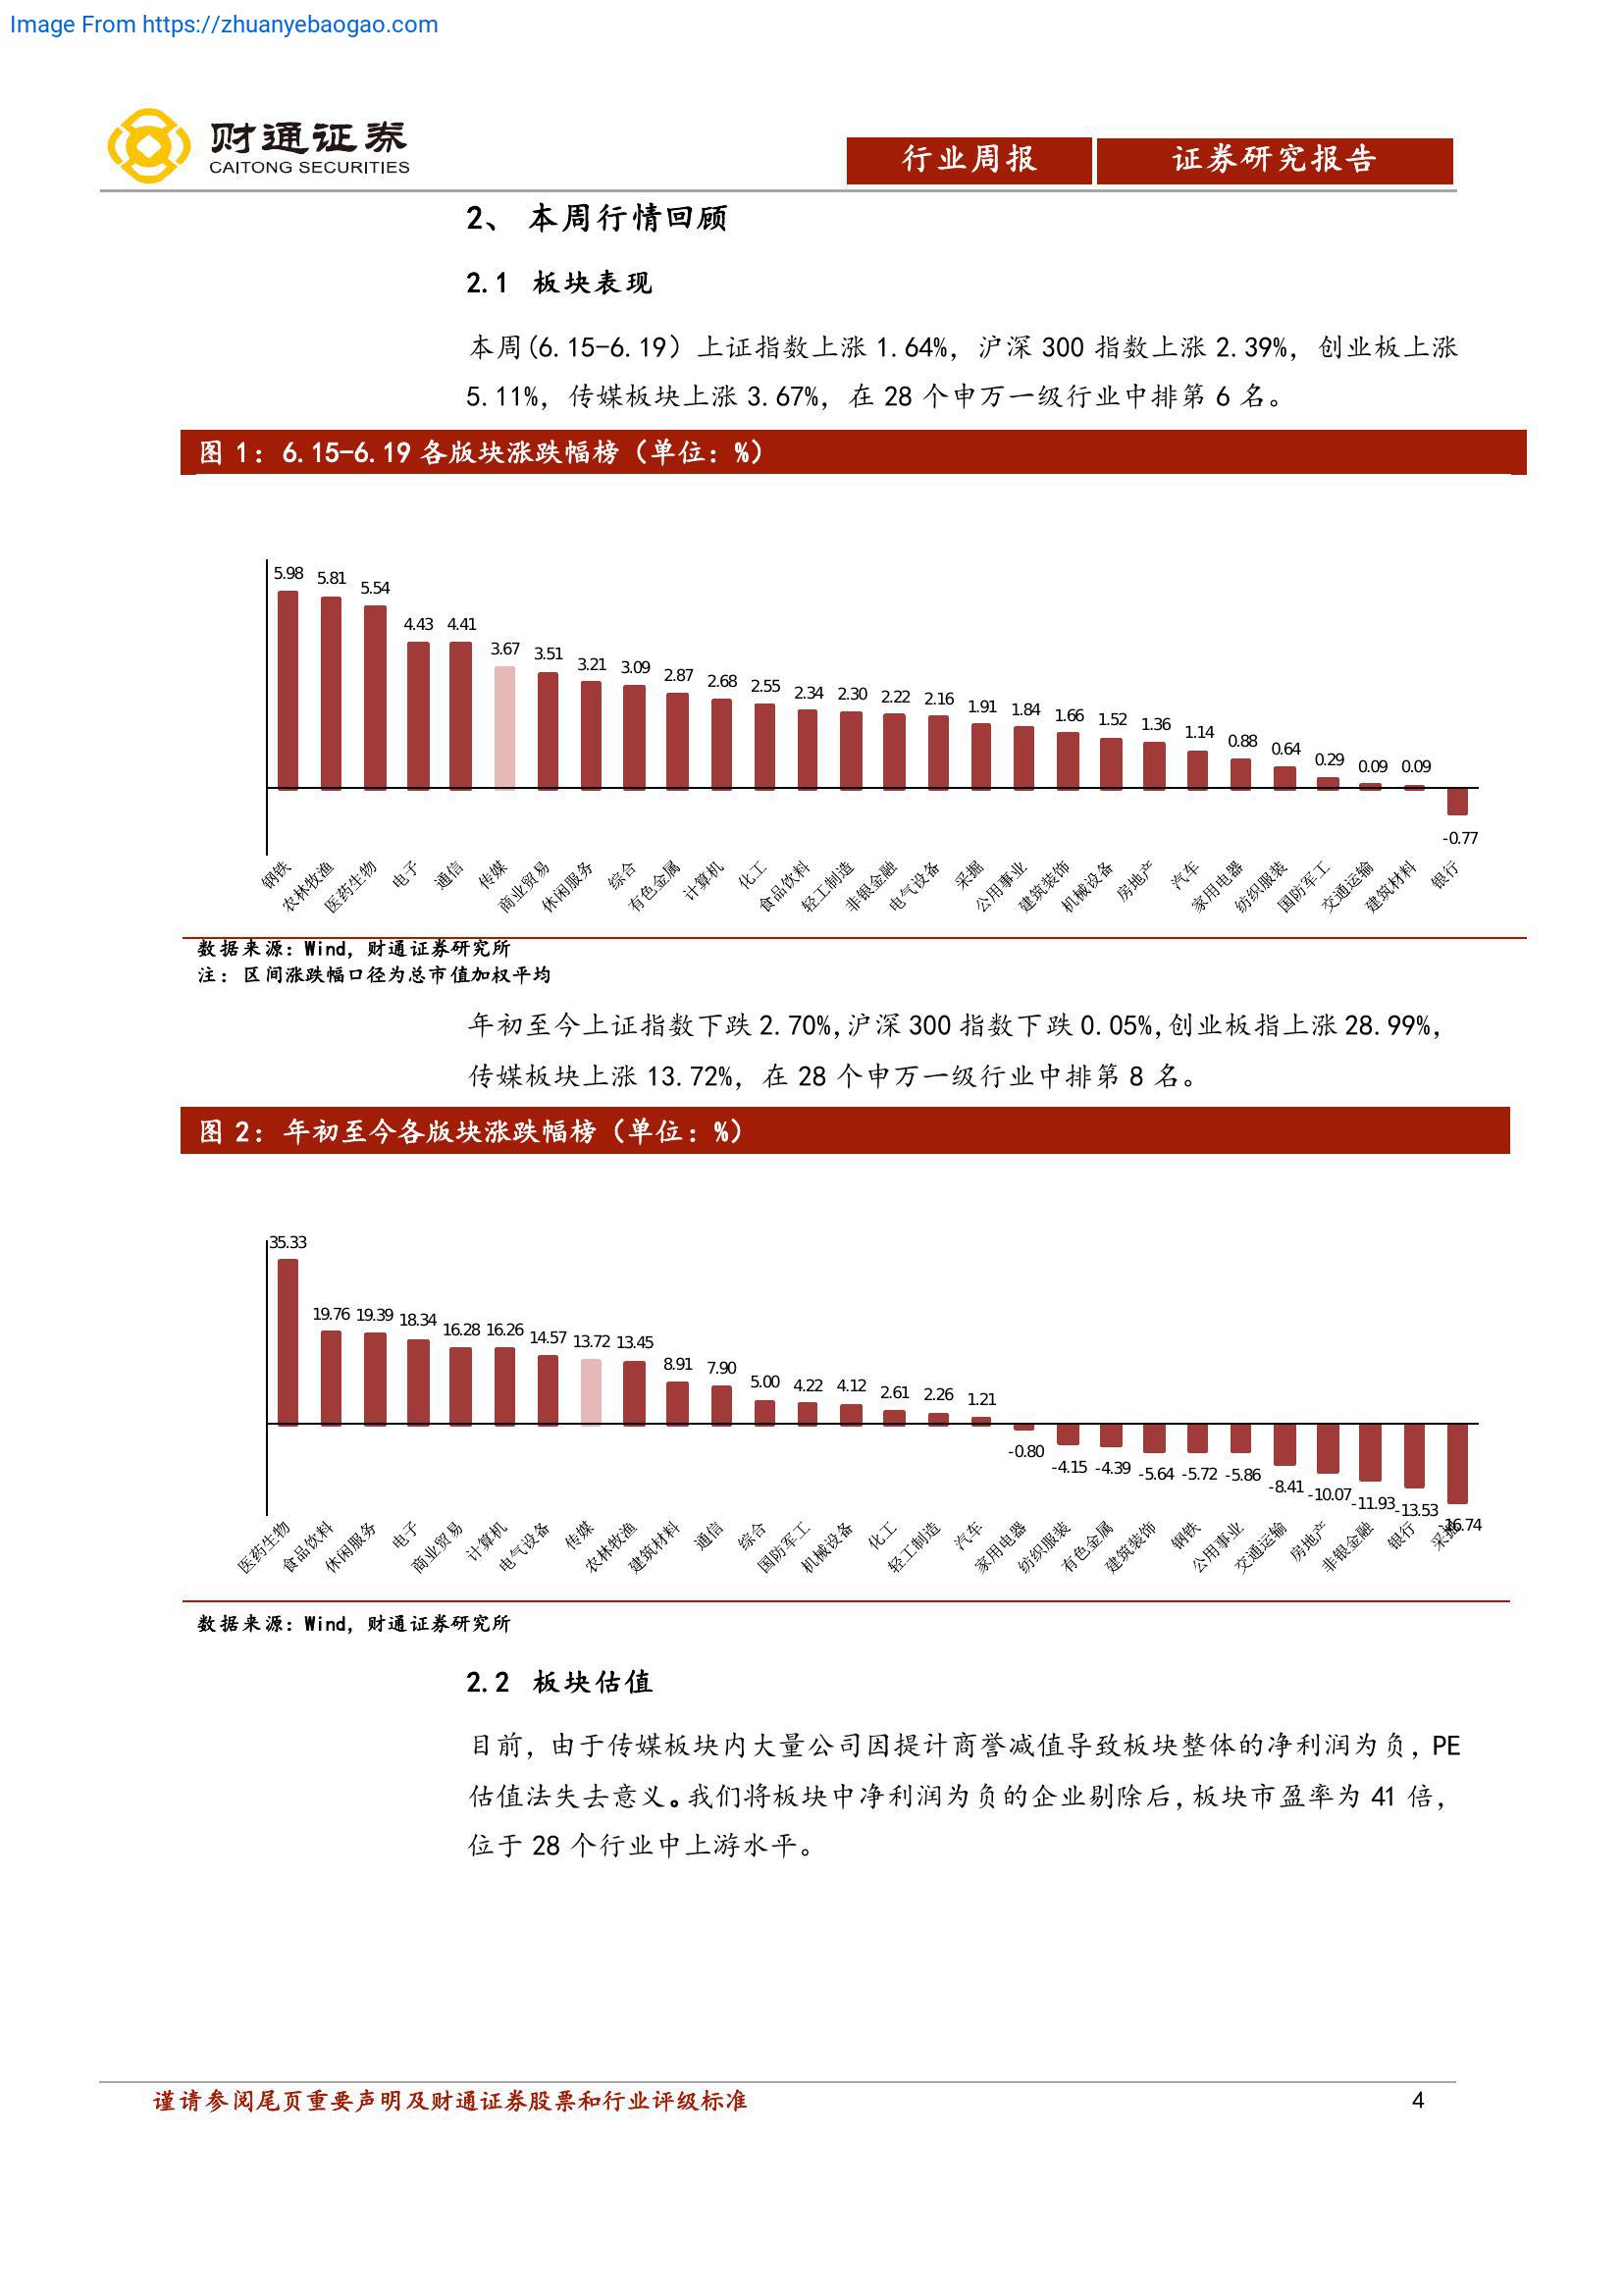 Image From https://zhuanyebaogao.com
财通证券
CAITONG SECURITIES
行业周报
证券研究报告
2、 本周行情回顾
2.1 板块表现
本周(6.15-6.19）上证指数上涨 1.64%，沪深 300 指数上涨 2.39%，创业板上涨
5.11%，传媒板块上涨 3.67%，在 28 个申万一级行业中排第 6 名。
图 1：6.15-6.19 各版块涨跌幅榜（单位：%）
5.98 5.81 5.54 4.43 4.41 3.67 3.51 3.21 3.09 2.87 2.68 2.55 2.34 2.30 2.22 2.16 1.91 1.84 1.66 1.52 1.36 1.14 0.88 0.64 0.29 0.09 0.09 -0.77
钢铁 农林牧渔 医药生物 电子 通信 传媒 商业贸易 休闲服务 综合 有色金属 计算机 化工 食品饮料 轻工制造 非银金融 电气设备 采掘 公用事业 建筑装饰 机械设备 房地产 汽车 家用电器 纺织服装 国防军工 交通运输 建筑材料 银行
数据来源：Wind，财通证券研究所
注：区间涨跌幅口径为总市值加权平均
年初至今上证指数下跌 2.70%,沪深 300 指数下跌 0.05%,创业板指上涨 28.99%，
传媒板块上涨 13.72%，在 28 个申万一级行业中排第 8 名。
图 2：年初至今各版块涨跌幅榜（单位：%）
35.33 19.76 19.39 18.34 16.28 16.26 14.57 13.72 13.45 8.91 7.90 5.00 4.22 4.12 2.61 2.26 1.21 -0.80 -4.15 -4.39 -5.64 -5.72 -5.86 -8.41 -10.07 -11.93 -13.53 -16.74
医药生物 食品饮料 休闲服务 电子 商业贸易 计算机 电气设备 传媒 农林牧渔 建筑材料 通信 综合 国防军工 机械设备 化工 轻工制造 汽车 家用电器 纺织服装 有色金属 建筑装饰 钢铁 公用事业 交通运输 房地产 非银金融 银行 采掘
数据来源：Wind，财通证券研究所
2.2 板块估值
目前，由于传媒板块内大量公司因提计商誉减值导致板块整体的净利润为负，PE
估值法失去意义。我们将板块中净利润为负的企业剔除后，板块市盈率为 41 倍，
位于 28 个行业中上游水平。
谨请参阅尾页重要声明及财通证券股票和行业评级标准
4